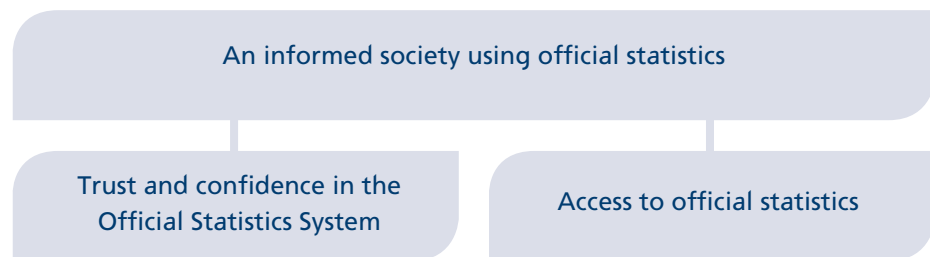 An informed society using official statistics
Trust and confidence in the
Official Statistics System
Access to official statistics